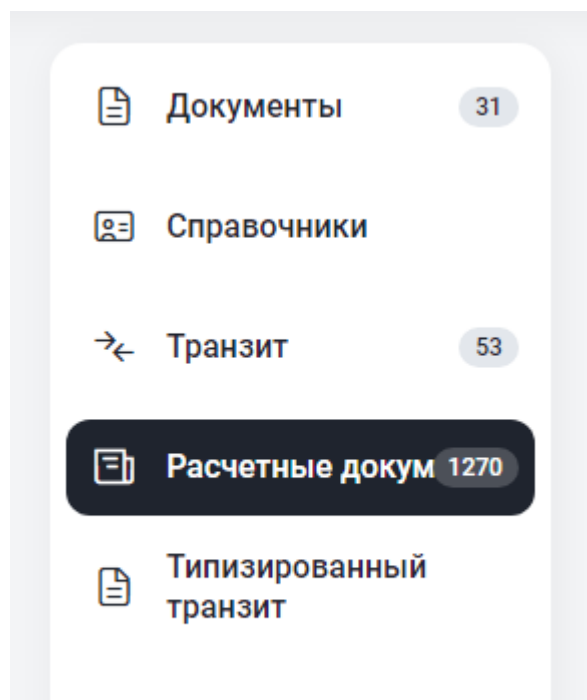 Документы 31
Справочники
Транзит 53
Расчетные докум 1270
Типизированный
транзит